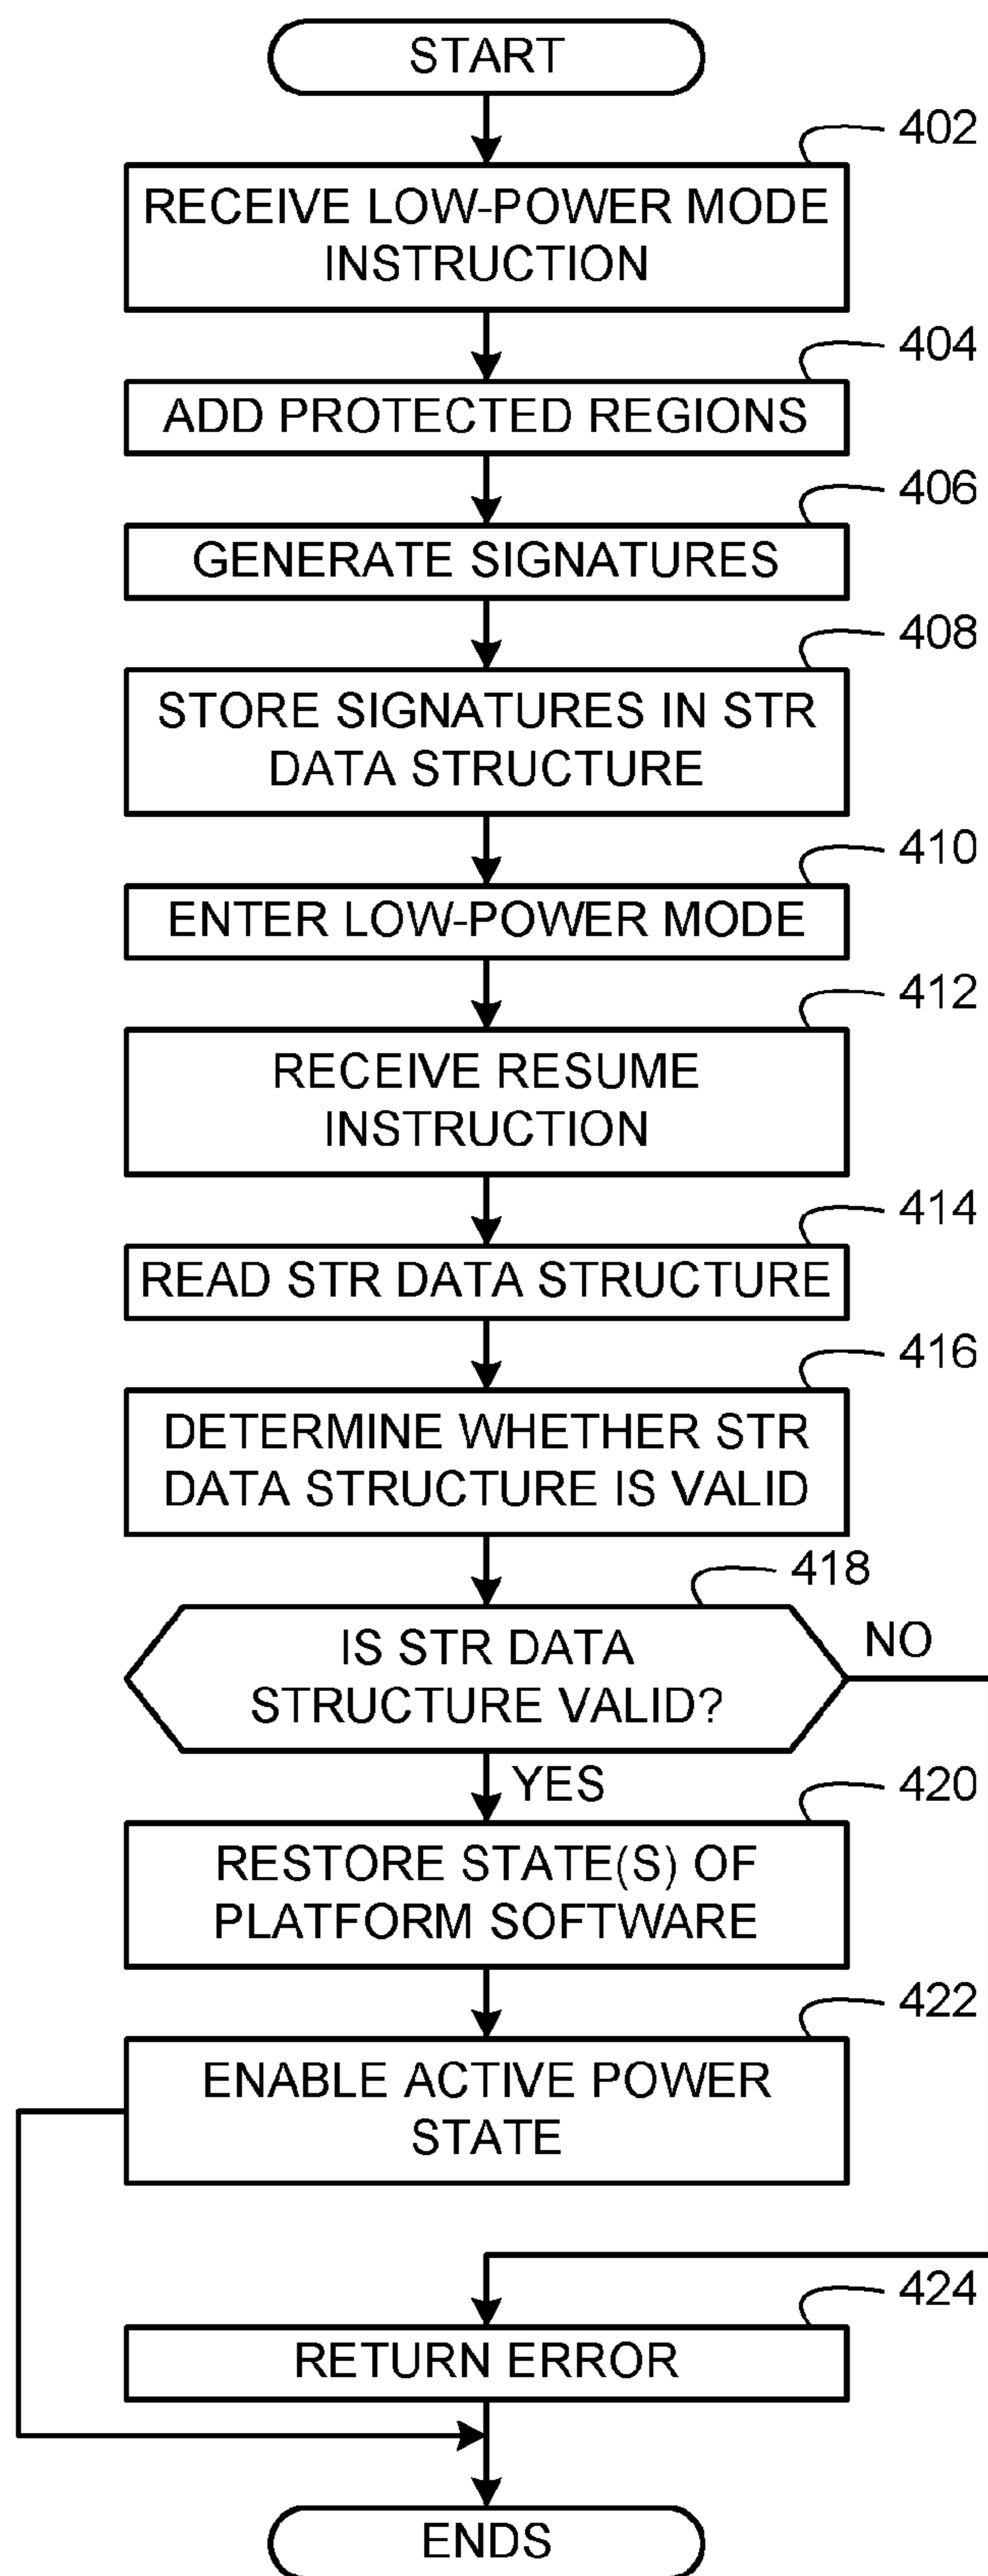 START
402
RECEIVE LOW-POWER MODE
INSTRUCTION
404
ADD PROTECTED REGIONS
406
GENERATE SIGNATURES
408
STORE SIGNATURES IN STR
DATA STRUCTURE
410
ENTER LOW-POWER MODE
412
RECEIVE RESUME
INSTRUCTION
414
READ STR DATA STRUCTURE
416
DETERMINE WHETHER STR
DATA STRUCTURE IS VALID
418
IS STR DATA
STRUCTURE VALID?
NO
YES
420
RESTORE STATE(S) OF
PLATFORM SOFTWARE
422
ENABLE ACTIVE POWER
STATE
424
RETURN ERROR
ENDS